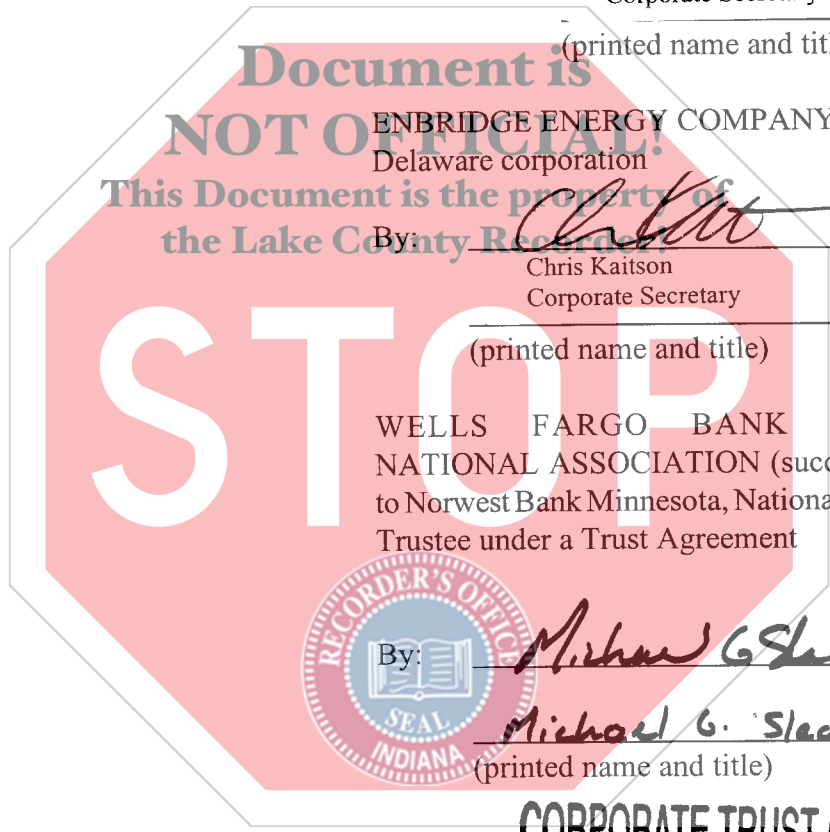 Corporate Secretary
(printed name and titl
Document is
NOT OFFICIAL!
This Document is the property of
the Lake County Recorder!
ENBRIDGE ENERGY COMPANY
Delaware corporation
By:
Chris Kaitson
Corporate Secretary
(printed name and title)
STOP
WELLS FARGO BANK
NATIONAL ASSOCIATION (succ
to Norwest Bank Minnesota, Nationa
Trustee under a Trust Agreement
RECORDER'S OFFICE
SEAL
INDIANA
By:
Michael G.
(printed name and title)
CORPORATE TRUST